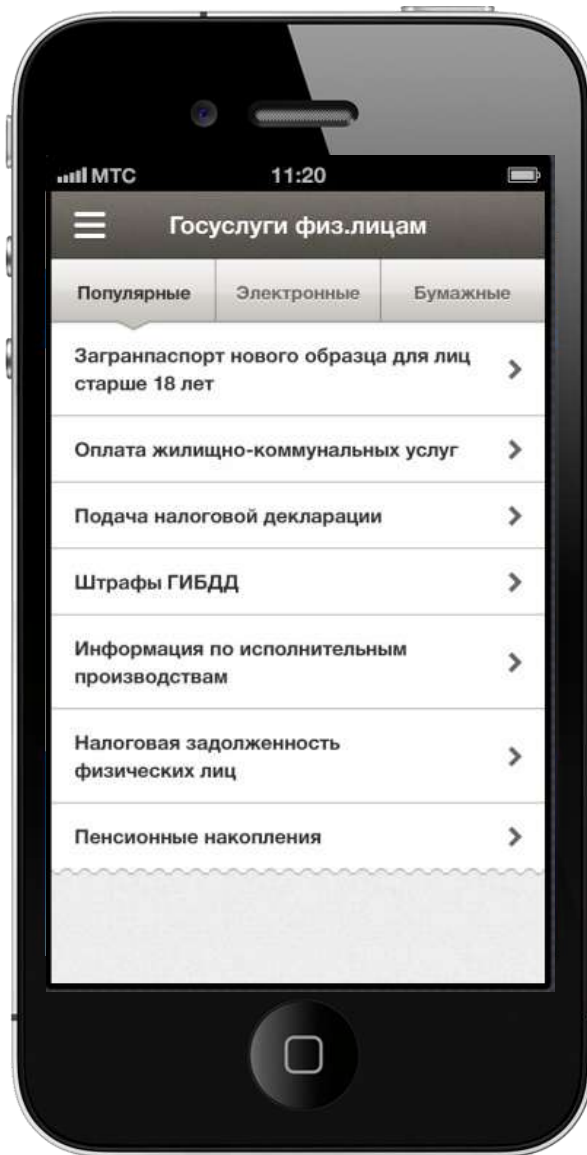 МТС
11:20
Госуслуги физ.лицам
Популярные
Электронные
Бумажные
Загранпаспорт нового образца для лиц
старше 18 лет
Оплата жилищно-коммунальных услуг
Подача налоговой декларации
Штрафы ГИБДД
Информация по исполнительным
производствам
Налоговая задолженность
физических лиц
Пенсионные накопления